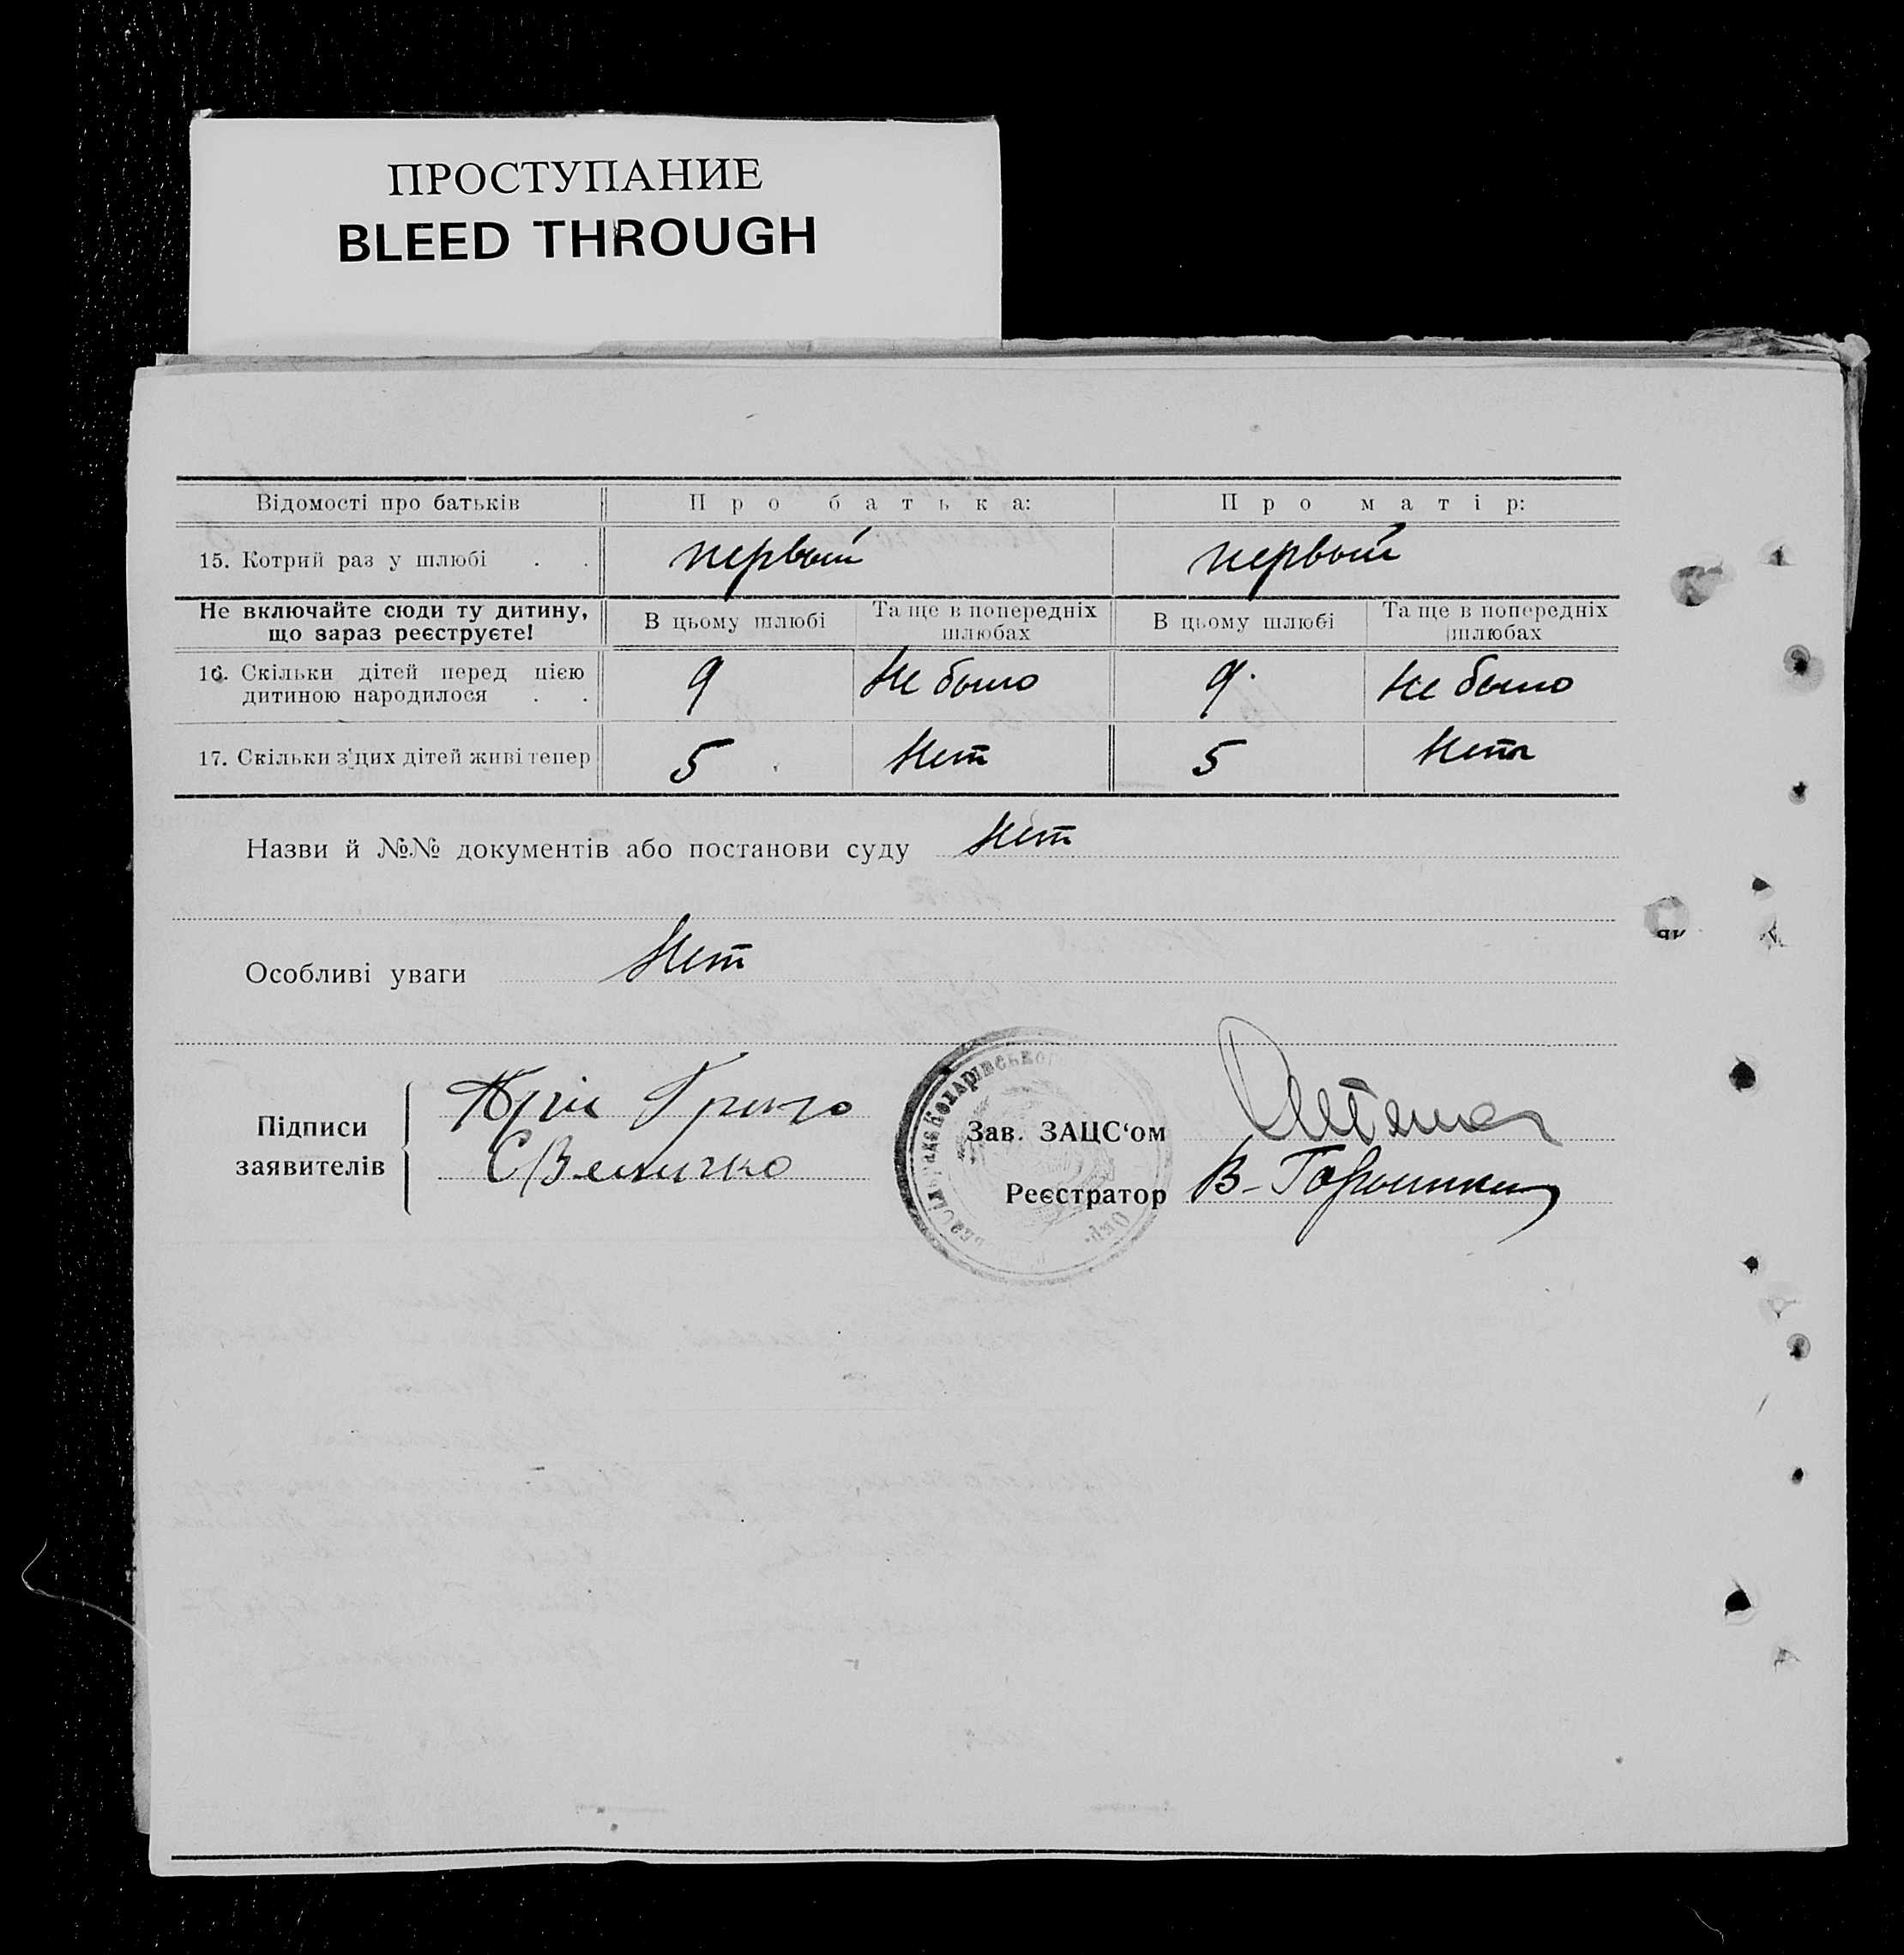 ПРОСТУПАНИЕ
BLEED THROUGH
Відомості про батьків Про батька: Про матір:
15. Котрий раз у шлюбі . . первый первый
Не включайте сюди ту дитину, що зараз реєструєте! В цьому шлюбі Та ще в попередніх шлюбах В цьому шлюбі Та ще в попередніх шлюбах
16. Скільки дітей перед цією дитиною народилося . . 9 Не было 9. Не было
17. Скільки з'цих дітей живі тепер 5 Нет 5 Нетъ
Назви й №№ документів або постанови суду Нет
Особливі уваги Нет
Підписи заявителів
СВеличко
Зав. ЗАЦС‘ом
Реєстратор В-
Окр.